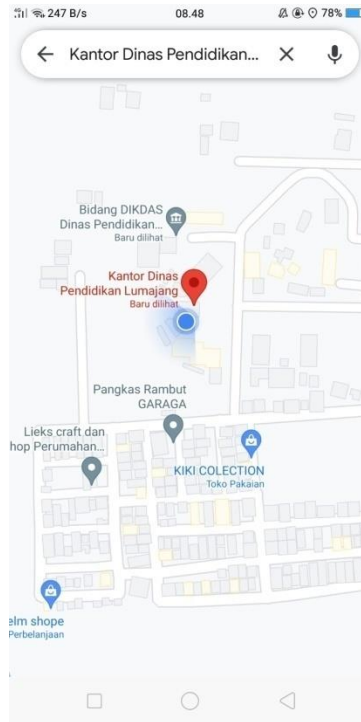 247 B/s 08.48 78%
Kantor Dinas Pendidikan...
Bidang DIKDAS
Dinas Pendidikan...
Baru dilihat
Kantor Dinas
Pendidikan Lumajang
Baru dilihat
Pangkas Rambut
GARAGA
Lieks craft dan
hop Perumahan...
KIKI COLECTION
Toko Pakaian
elm shope
Perbelanjaan